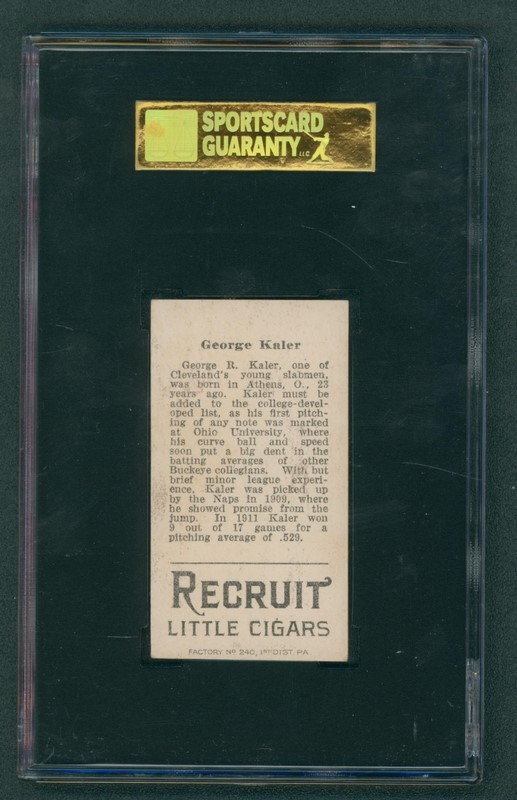 SPORTSCARD
GUARANTY LLC.
George Kaler
George R. Kaler, one of
Cleveland's young slabmen,
was born in Athens, O., 23
years ago. Kaler must be
added to the college-devel-
oped list, as his first pitch-
ing of any note was marked
at Ohio University, where
his curve ball and speed
soon put a big dent in the
batting averages of other
Buckeye collegians. With but
brief minor league experi-
ence, Kaler was picked up
by the Naps in 1909, where
he showed promise from the
jump. In 1911 Kaler won
9 out of 17 games for a
pitching average of .529.
RECRUIT
LITTLE CIGARS
FACTORY No 240, 1ST DIST. PA.